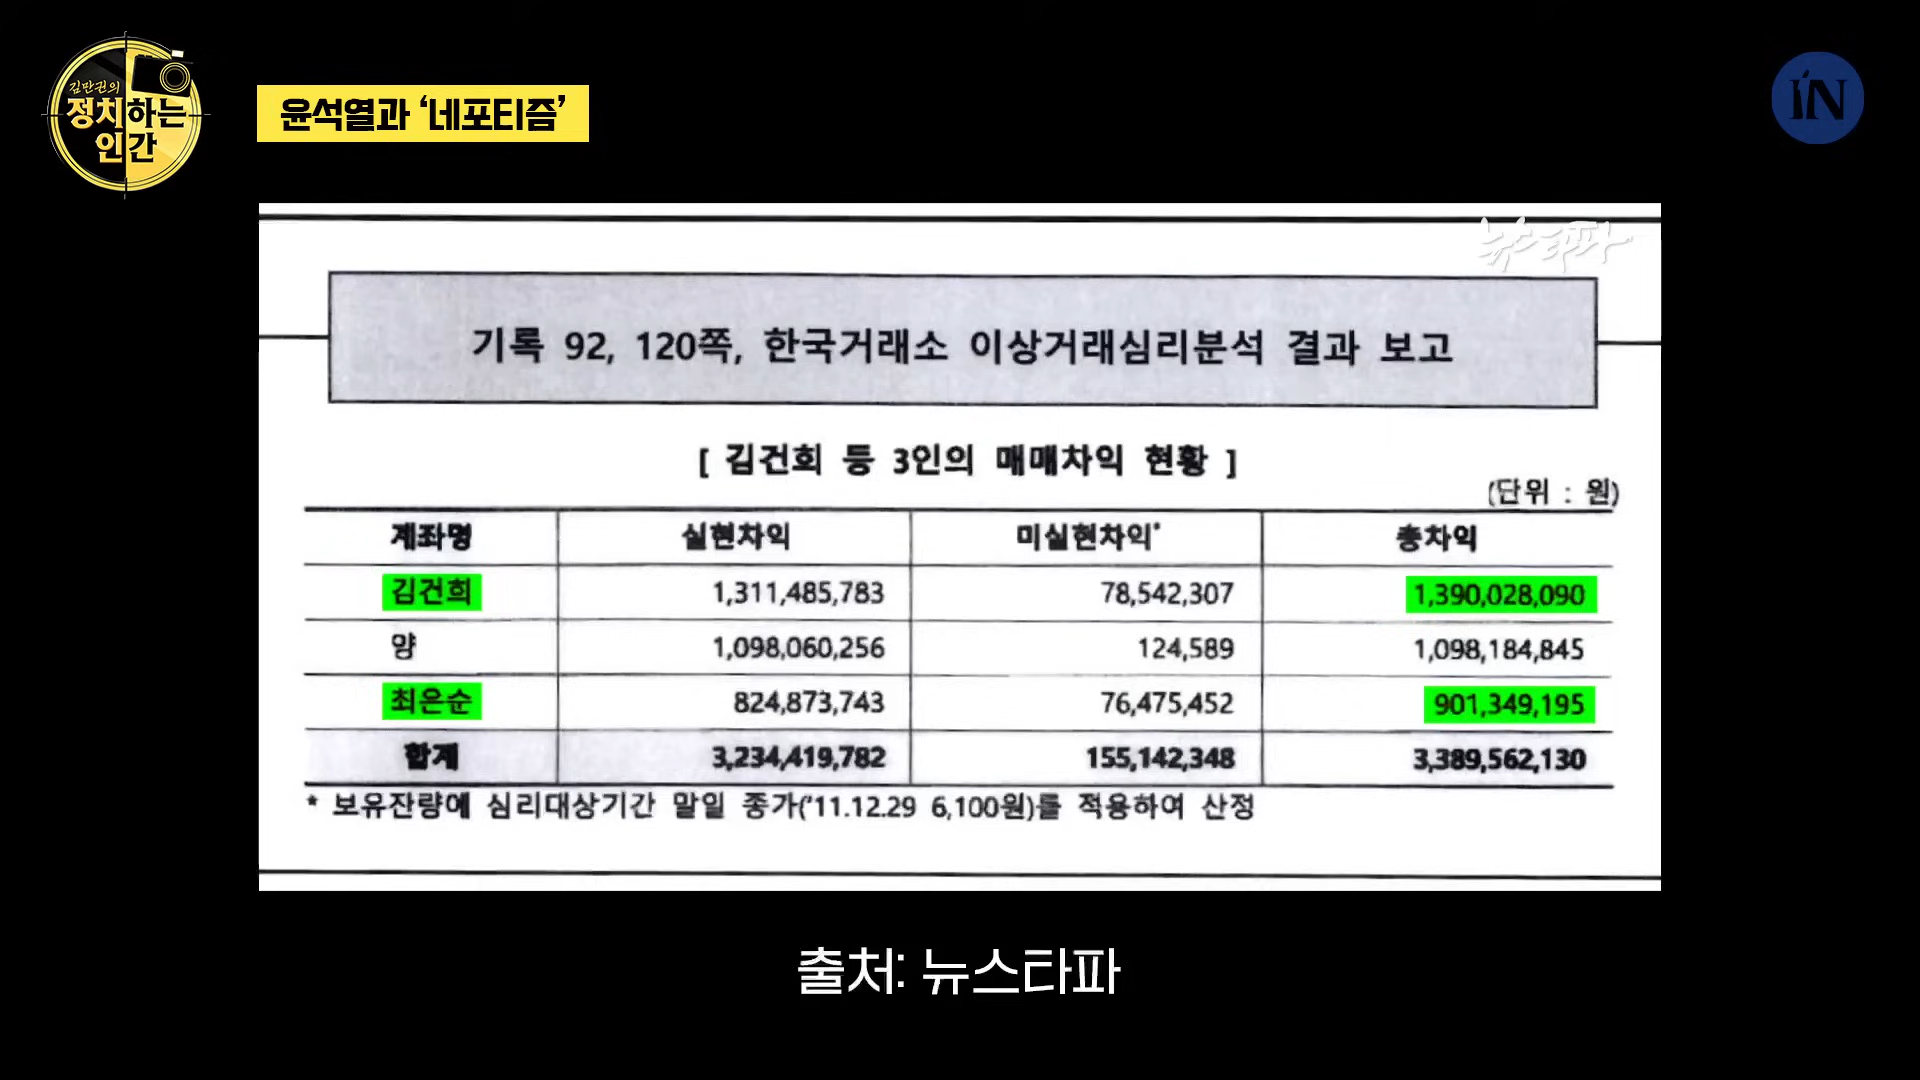 김만권의
정치하는
인간
윤석열과 ‘네포티즘’
IN
뉴스타파
기록 92, 120쪽, 한국거래소 이상거래심리분석 결과 보고
[ 김건희 등 3인의 매매차익 현황 ]
(단위 : 원)
계좌명 실현차익 미실현차익* 총차익
김건희 1,311,485,783 78,542,307 1,390,028,090
양 1,098,060,256 124,589 1,098,184,845
최은순 824,873,743 76,475,452 901,349,195
합계 3,234,419,782 155,142,348 3,389,562,130
* 보유잔량에 심리대상기간 말일 종가('11.12.29 6,100원)를 적용하여 산정
출처: 뉴스타파